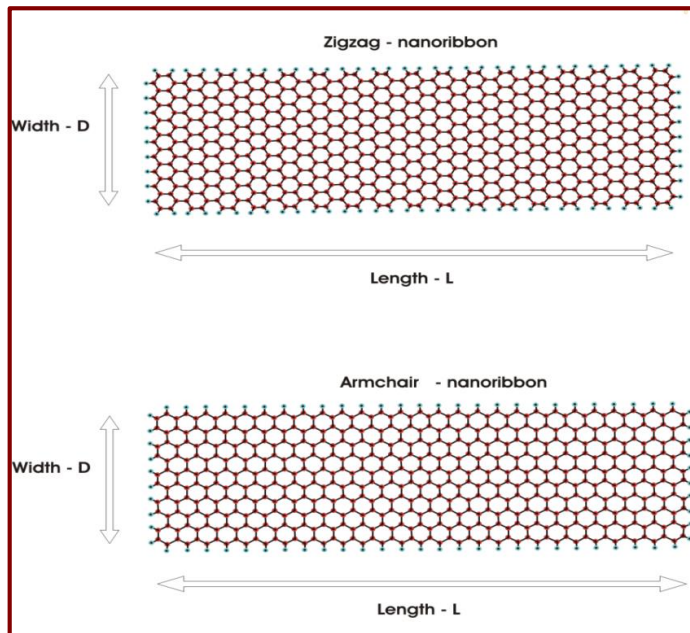 Zigzag - nanoribbon
Width - D
Length - L
Armchair - nanoribbon
Width - D
Length - L